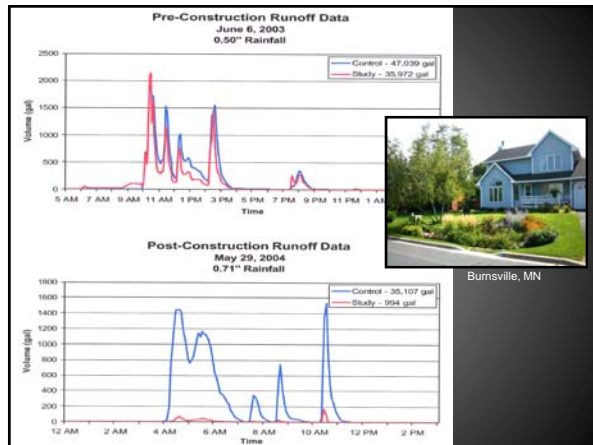 Pre-Construction Runoff Data
June 6, 2003
0.50" Rainfall
Control - 47,039 gal
Study - 35,972 gal
2500
2000
1500
1000
500
0
Volume (gal)
5 AM 7 AM 9 AM 11 AM 1 PM 3 PM 5 PM 7 PM 9 PM 11 PM 1 A
Time
Burnsville, MN
Post-Construction Runoff Data
May 29, 2004
0.71" Rainfall
Control - 35,107 gal
Study - 994 gal
1800
1600
1400
1200
1000
800
600
400
200
0
Volume (gal)
12 AM 2 AM 4 AM 6 AM 8 AM 10 AM 12 PM 2 PM
Time